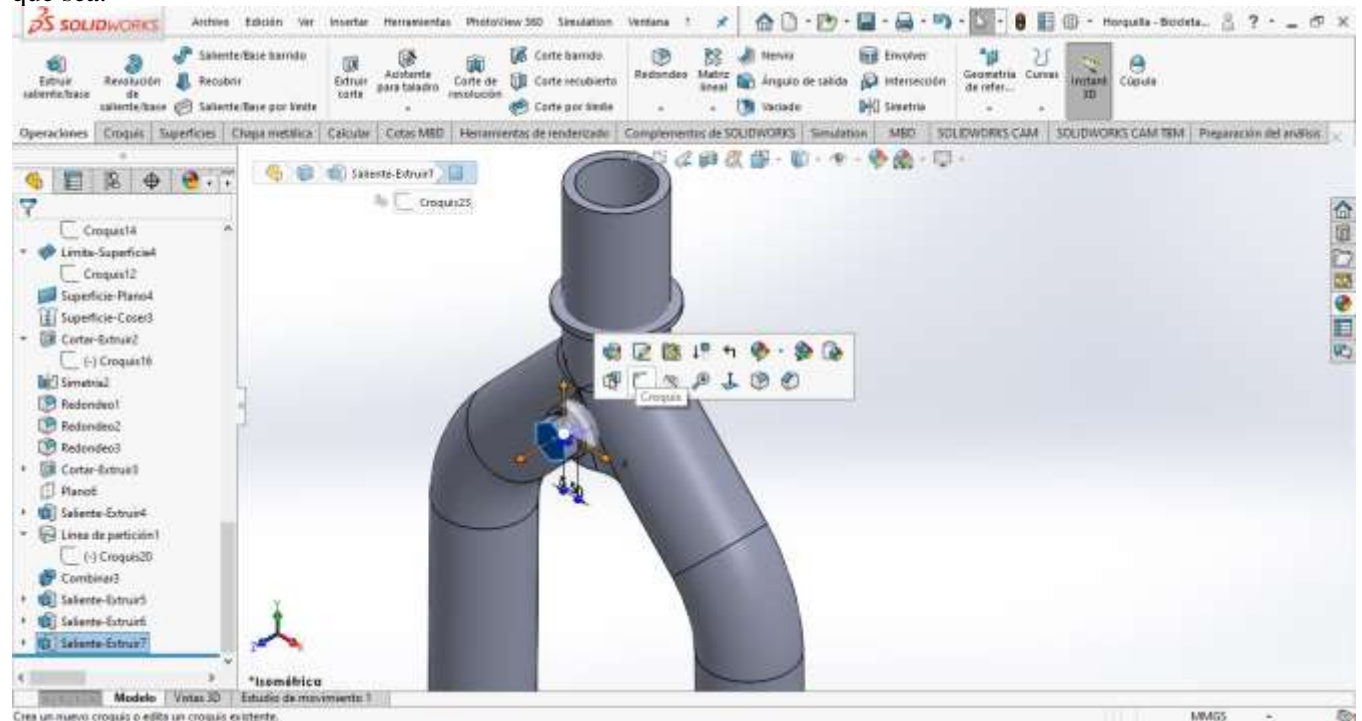 que sea.
SOLIDWORKS Archivo Edición Ver Insertar Herramientas PhotoView 360 Simulation Ventana ? Horquilla - Biocleta...
Extruir saliente/base
Revolución de saliente/base
Saliente/Base barrido
Recubrir
Saliente/Base por límite
Extruir corte
Asistente para taladro
Corte de revolución
Corte barrido
Corte recubierto
Corte por límite
Redondeo
Matriz lineal
Nervio
Ángulo de salida
Vaciado
Envolver
Intersección
Simetría
Geometría de refer...
Curvas
Instant 3D
Cúpula
Operaciones Croquis Superficies Chapa metálica Calcular Cotas MBD Herramientas de renderizado Complementos de SOLIDWORKS Simulation MBD SOLIDWORKS CAM SOLIDWORKS CAM TBM Preparación del análisis
Saliente-Extruir7
Croquis25
Croquis14
Límite-Superficie4
Croquis12
Superficie-Plano4
Superficie-Coser3
Cortar-Extruir2
(-) Croquis16
Simetría2
Redondeo1
Redondeo2
Redondeo3
Cortar-Extruir3
Plano6
Saliente-Extruir4
Línea de partición1
(-) Croquis20
Combinar3
Saliente-Extruir5
Saliente-Extruir6
Saliente-Extruir7
Croquis
*Isométrica
Modelo Vistas 3D Estudio de movimiento 1
Crea un nuevo croquis o edita un croquis existente. MMGS